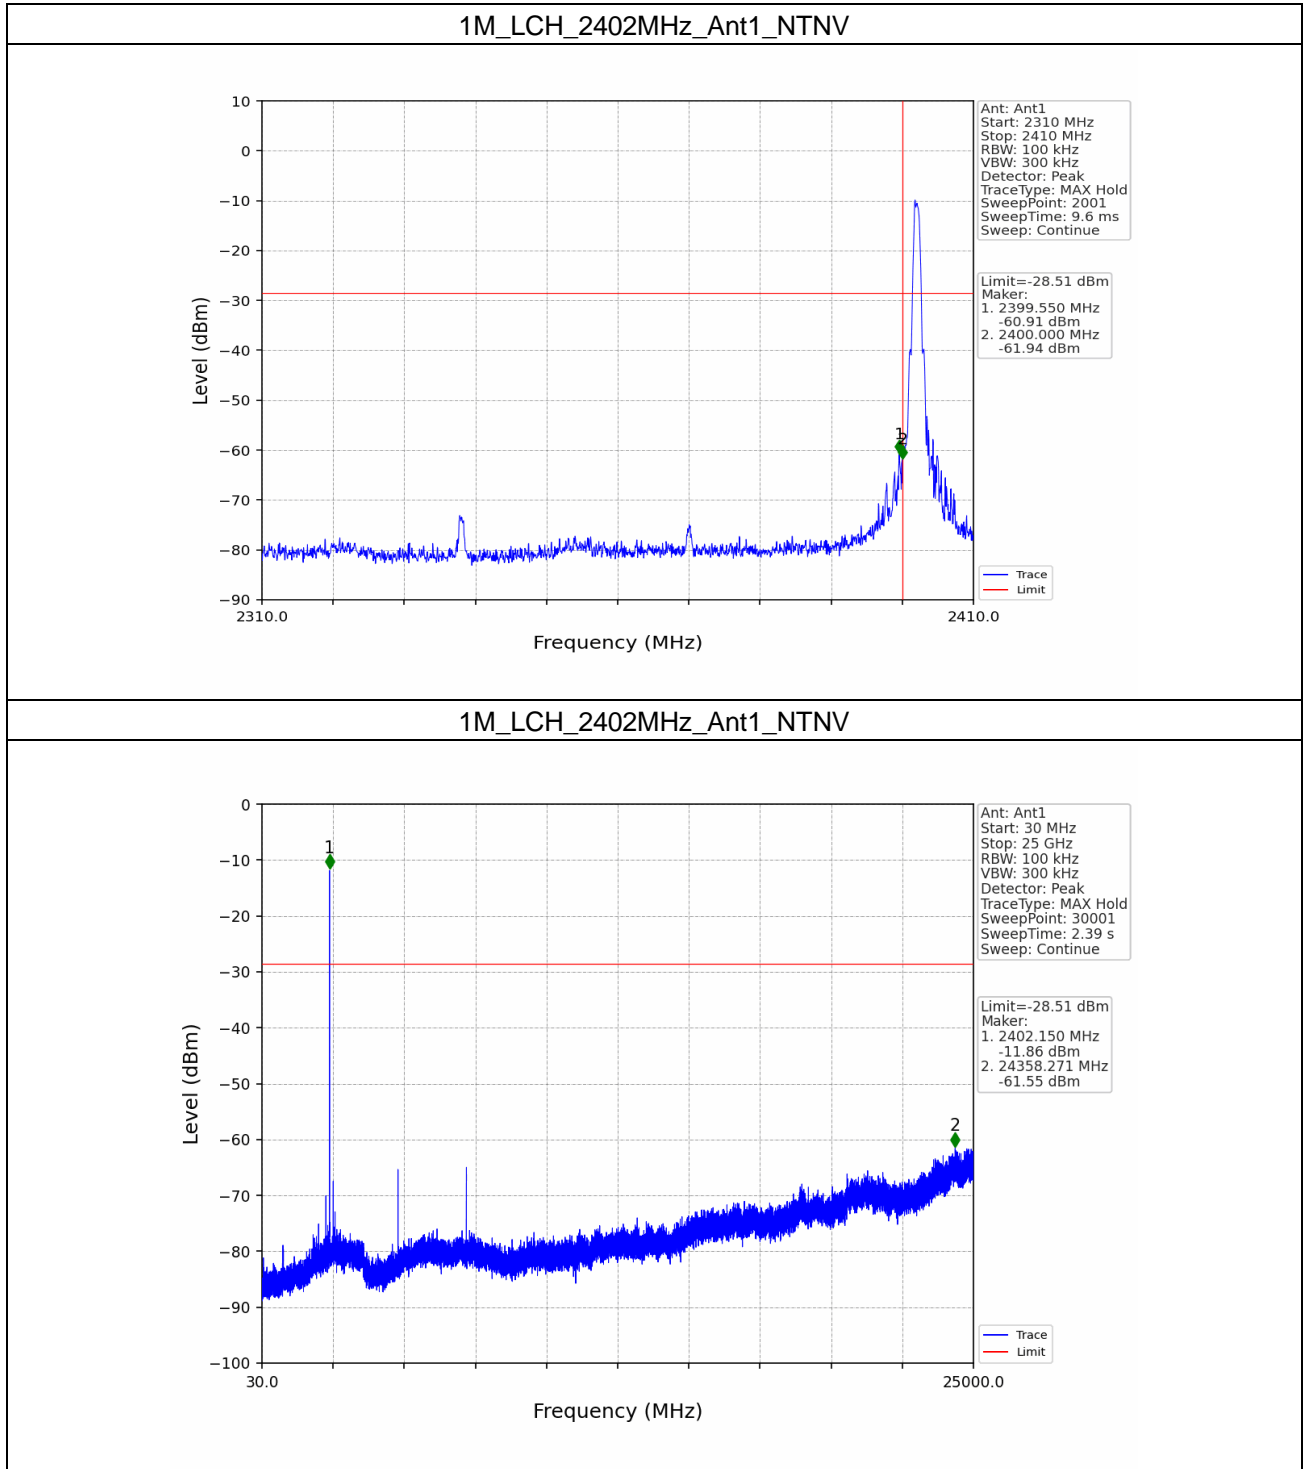 1M_LCH_2402MHz_Ant1_NTNV
10
0
−10
−20
−30
−40
−50
−60
−70
−80
−90
Level (dBm)
2310.0
2410.0
Frequency (MHz)
1
2
Ant: Ant1
Start: 2310 MHz
Stop: 2410 MHz
RBW: 100 kHz
VBW: 300 kHz
Detector: Peak
TraceType: MAX Hold
SweepPoint: 2001
SweepTime: 9.6 ms
Sweep: Continue
Limit=-28.51 dBm
Maker:
1. 2399.550 MHz
-60.91 dBm
2. 2400.000 MHz
-61.94 dBm
Trace
Limit
1M_LCH_2402MHz_Ant1_NTNV
0
−10
−20
−30
−40
−50
−60
−70
−80
−90
−100
Level (dBm)
30.0
25000.0
Frequency (MHz)
1
2
Ant: Ant1
Start: 30 MHz
Stop: 25 GHz
RBW: 100 kHz
VBW: 300 kHz
Detector: Peak
TraceType: MAX Hold
SweepPoint: 30001
SweepTime: 2.39 s
Sweep: Continue
Limit=-28.51 dBm
Maker:
1. 2402.150 MHz
-11.86 dBm
2. 24358.271 MHz
-61.55 dBm
Trace
Limit